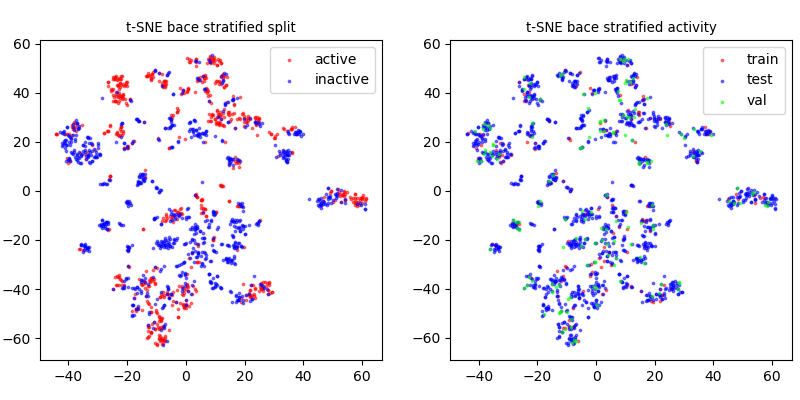 t-SNE bace stratified split
active
inactive
60
40
20
0
−20
−40
−60
−40 −20 0 20 40 60
t-SNE bace stratified activity
train
test
val
60
40
20
0
−20
−40
−60
−40 −20 0 20 40 60